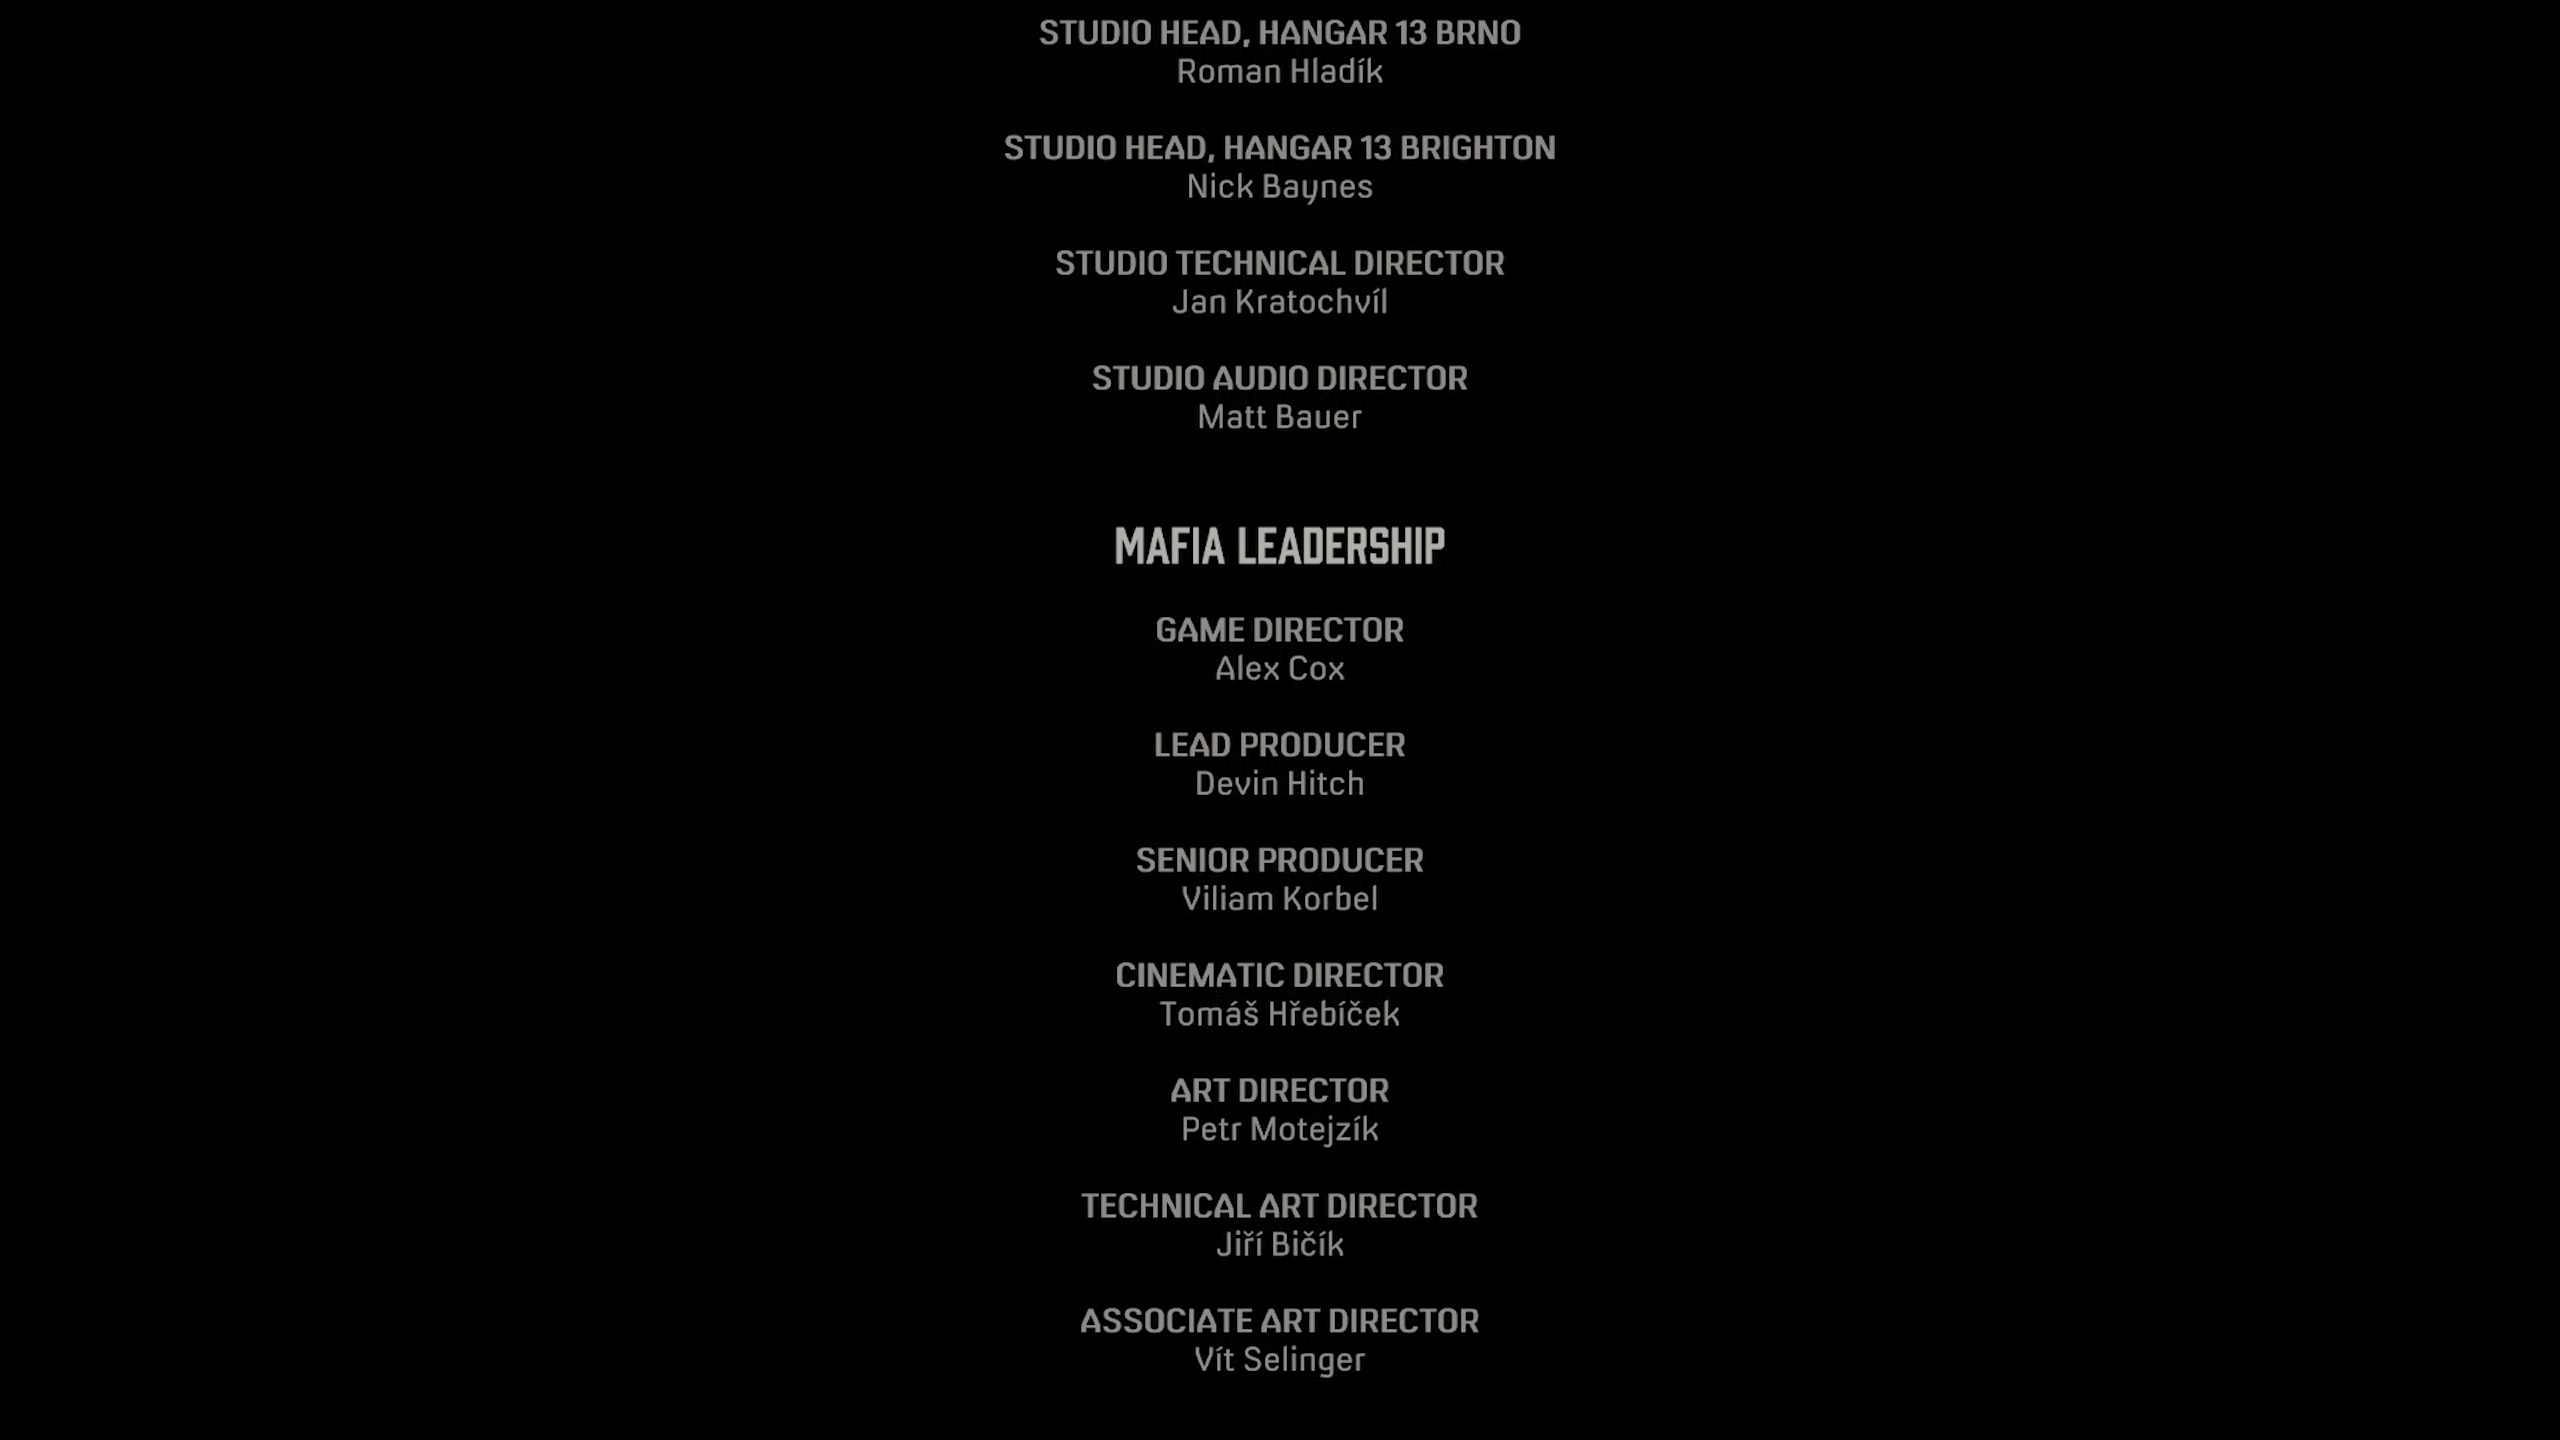 STUDIO HEAD, HANGAR 13 BRNO
Roman Hladík
STUDIO HEAD, HANGAR 13 BRIGHTON
Nick Baynes
STUDIO TECHNICAL DIRECTOR
Jan Kratochvíl
STUDIO AUDIO DIRECTOR
Matt Bauer
MAFIA LEADERSHIP
GAME DIRECTOR
Alex Cox
LEAD PRODUCER
Devin Hitch
SENIOR PRODUCER
Viliam Korbel
CINEMATIC DIRECTOR
Tomáš Hřebíček
ART DIRECTOR
Petr Motejzík
TECHNICAL ART DIRECTOR
Jiří Bičík
ASSOCIATE ART DIRECTOR
Vít Selinger